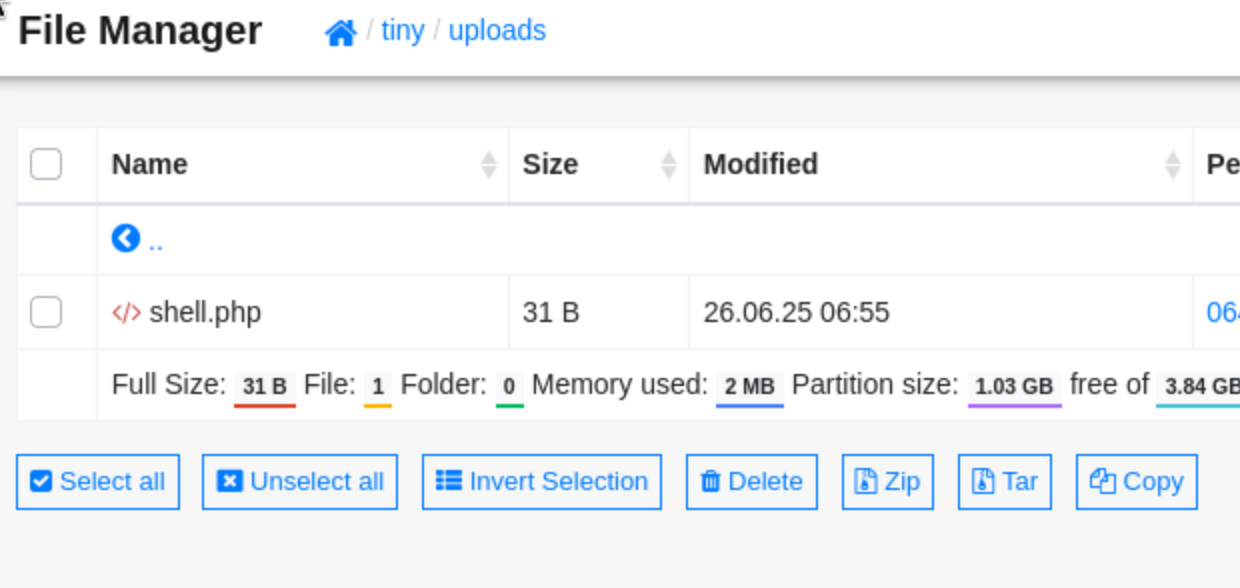 File Manager / tiny / uploads
Name Size Modified
..
shell.php 31 B 26.06.25 06:55
Full Size: 31 B File: 1 Folder: 0 Memory used: 2 MB Partition size: 1.03 GB free of 3.84 GB
Select all Unselect all Invert Selection Delete Zip Tar Copy